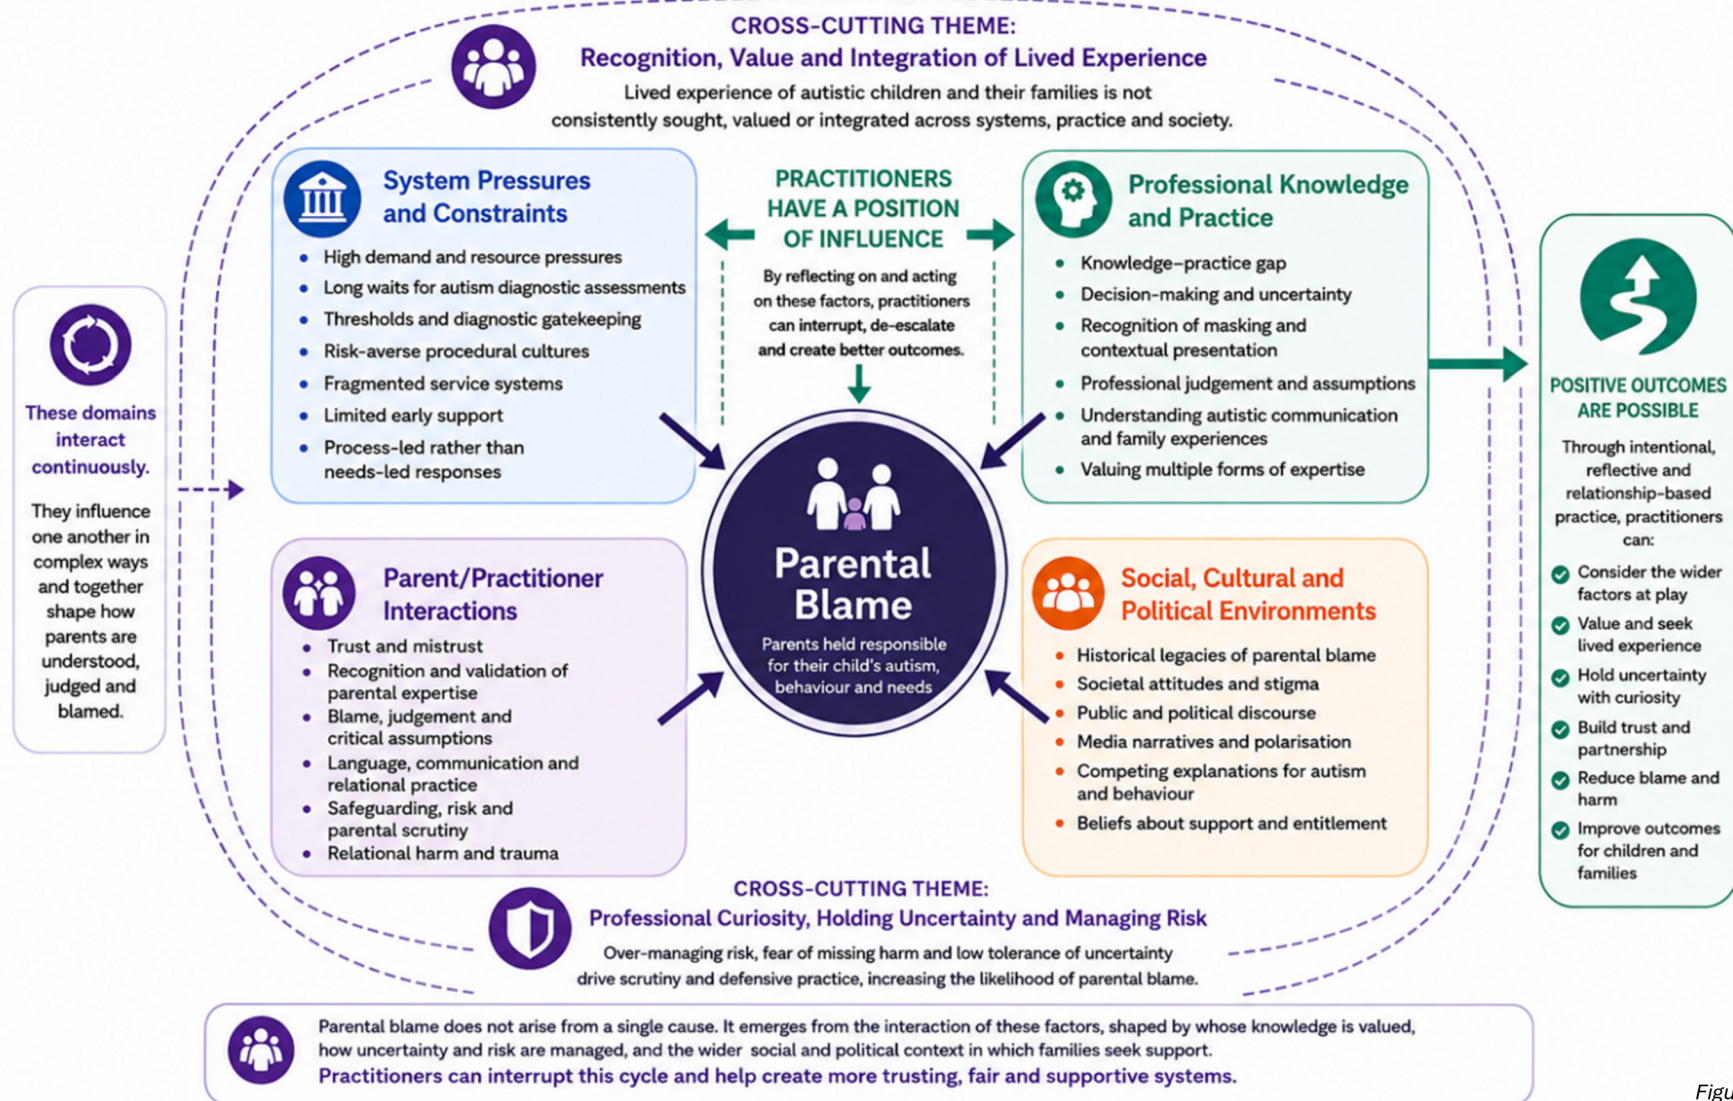 CROSS-CUTTING THEME:
Recognition, Value and Integration of Lived Experience
Lived experience of autistic children and their families is not
consistently sought, valued or integrated across systems, practice and society.
These domains
interact
continuously.
They influence
one another in
complex ways
and together
shape how
parents are
understood,
judged and
blamed.
System Pressures
and Constraints
• High demand and resource pressures
• Long waits for autism diagnostic assessments
• Thresholds and diagnostic gatekeeping
• Risk-averse procedural cultures
• Fragmented service systems
• Limited early support
• Process-led rather than
needs-led responses
PRACTITIONERS
HAVE A POSITION
OF INFLUENCE
By reflecting on and acting
on these factors, practitioners
can interrupt, de-escalate
and create better outcomes.
Professional Knowledge
and Practice
• Knowledge–practice gap
• Decision-making and uncertainty
• Recognition of masking and
contextual presentation
• Professional judgement and assumptions
• Understanding autistic communication
and family experiences
• Valuing multiple forms of expertise
Parental
Blame
Parents held responsible
for their child's autism,
behaviour and needs
Parent/Practitioner
Interactions
• Trust and mistrust
• Recognition and validation of
parental expertise
• Blame, judgement and
critical assumptions
• Language, communication and
relational practice
• Safeguarding, risk and
parental scrutiny
• Relational harm and trauma
Social, Cultural and
Political Environments
• Historical legacies of parental blame
• Societal attitudes and stigma
• Public and political discourse
• Media narratives and polarisation
• Competing explanations for autism
and behaviour
• Beliefs about support and entitlement
POSITIVE OUTCOMES
ARE POSSIBLE
Through intentional,
reflective and
relationship-based
practice, practitioners
can:
Consider the wider
factors at play
Value and seek
lived experience
Hold uncertainty
with curiosity
Build trust and
partnership
Reduce blame and
harm
Improve outcomes
for children and
families
CROSS-CUTTING THEME:
Professional Curiosity, Holding Uncertainty and Managing Risk
Over-managing risk, fear of missing harm and low tolerance of uncertainty
drive scrutiny and defensive practice, increasing the likelihood of parental blame.
Parental blame does not arise from a single cause. It emerges from the interaction of these factors, shaped by whose knowledge is valued,
how uncertainty and risk are managed, and the wider social and political context in which families seek support.
Practitioners can interrupt this cycle and help create more trusting, fair and supportive systems.